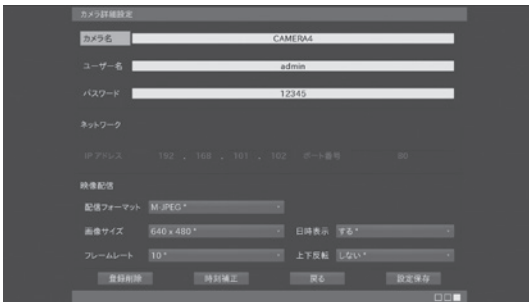 カメラ詳細設定
カメラ名 CAMERA4
ユーザー名 admin
パスワード 12345
ネットワーク
IP アドレス 192 . 168 . 101 . 102 ポート番号 80
映像配信
配信フォーマット M-JPEG *
画像サイズ 640 x 480 * 日時表示 する *
フレームレート 10 * 上下反転 しない *
登録削除 時刻補正 戻る 設定保存